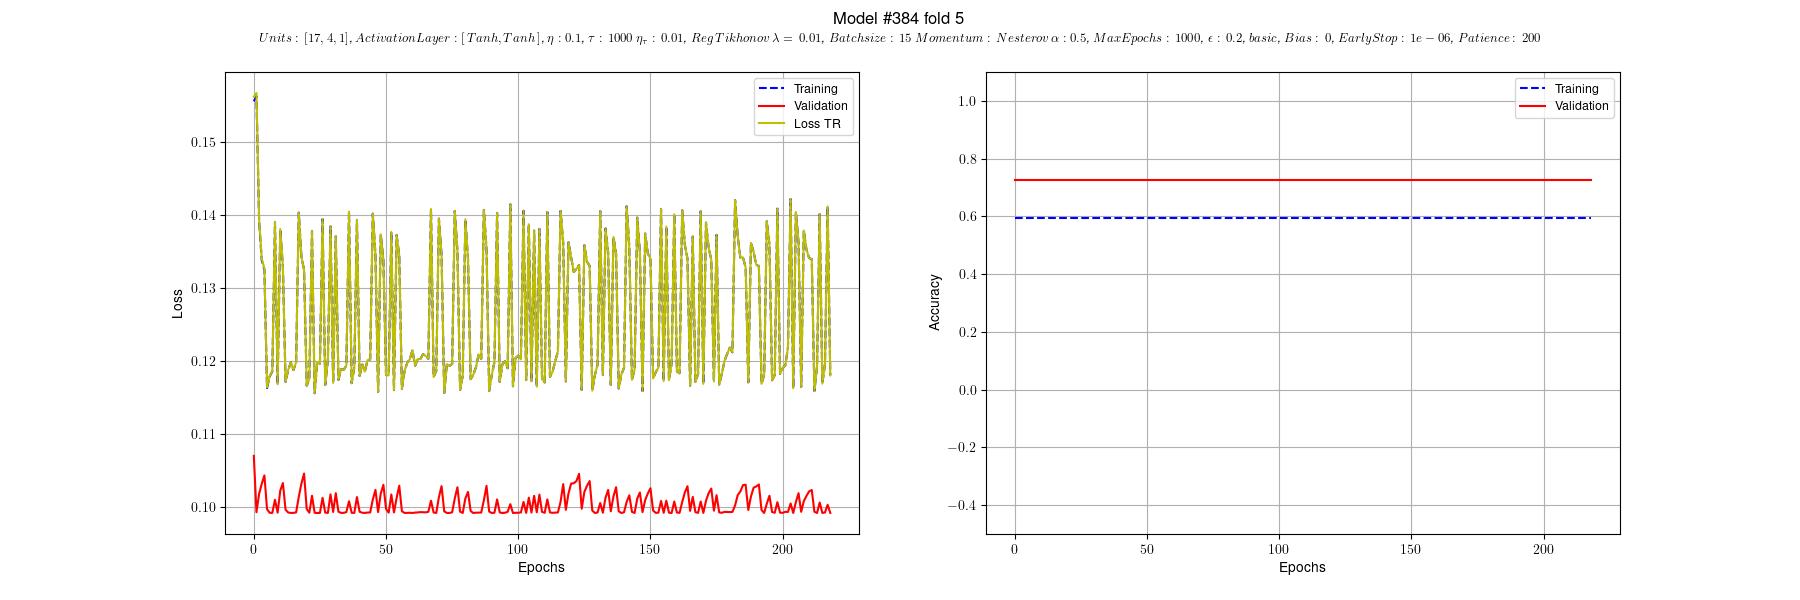 Model #384 fold 5
Units : [17, 4, 1], ActivationLayer : [Tanh, Tanh], η : 0.1, τ : 1000 η_τ : 0.01, RegTikhonov λ = 0.01, Batchsize : 15 Momentum : Nesterov α : 0.5, MaxEpochs : 1000, ϵ : 0.2, basic, Bias : 0, EarlyStop : 1e − 06, Patience : 200
Training
Validation
Loss TR
0.15
0.14
0.13
0.12
0.11
0.10
Loss
0 50 100 150 200
Epochs
Training
Validation
1.0
0.8
0.6
0.4
0.2
0.0
−0.2
−0.4
Accuracy
0 50 100 150 200
Epochs